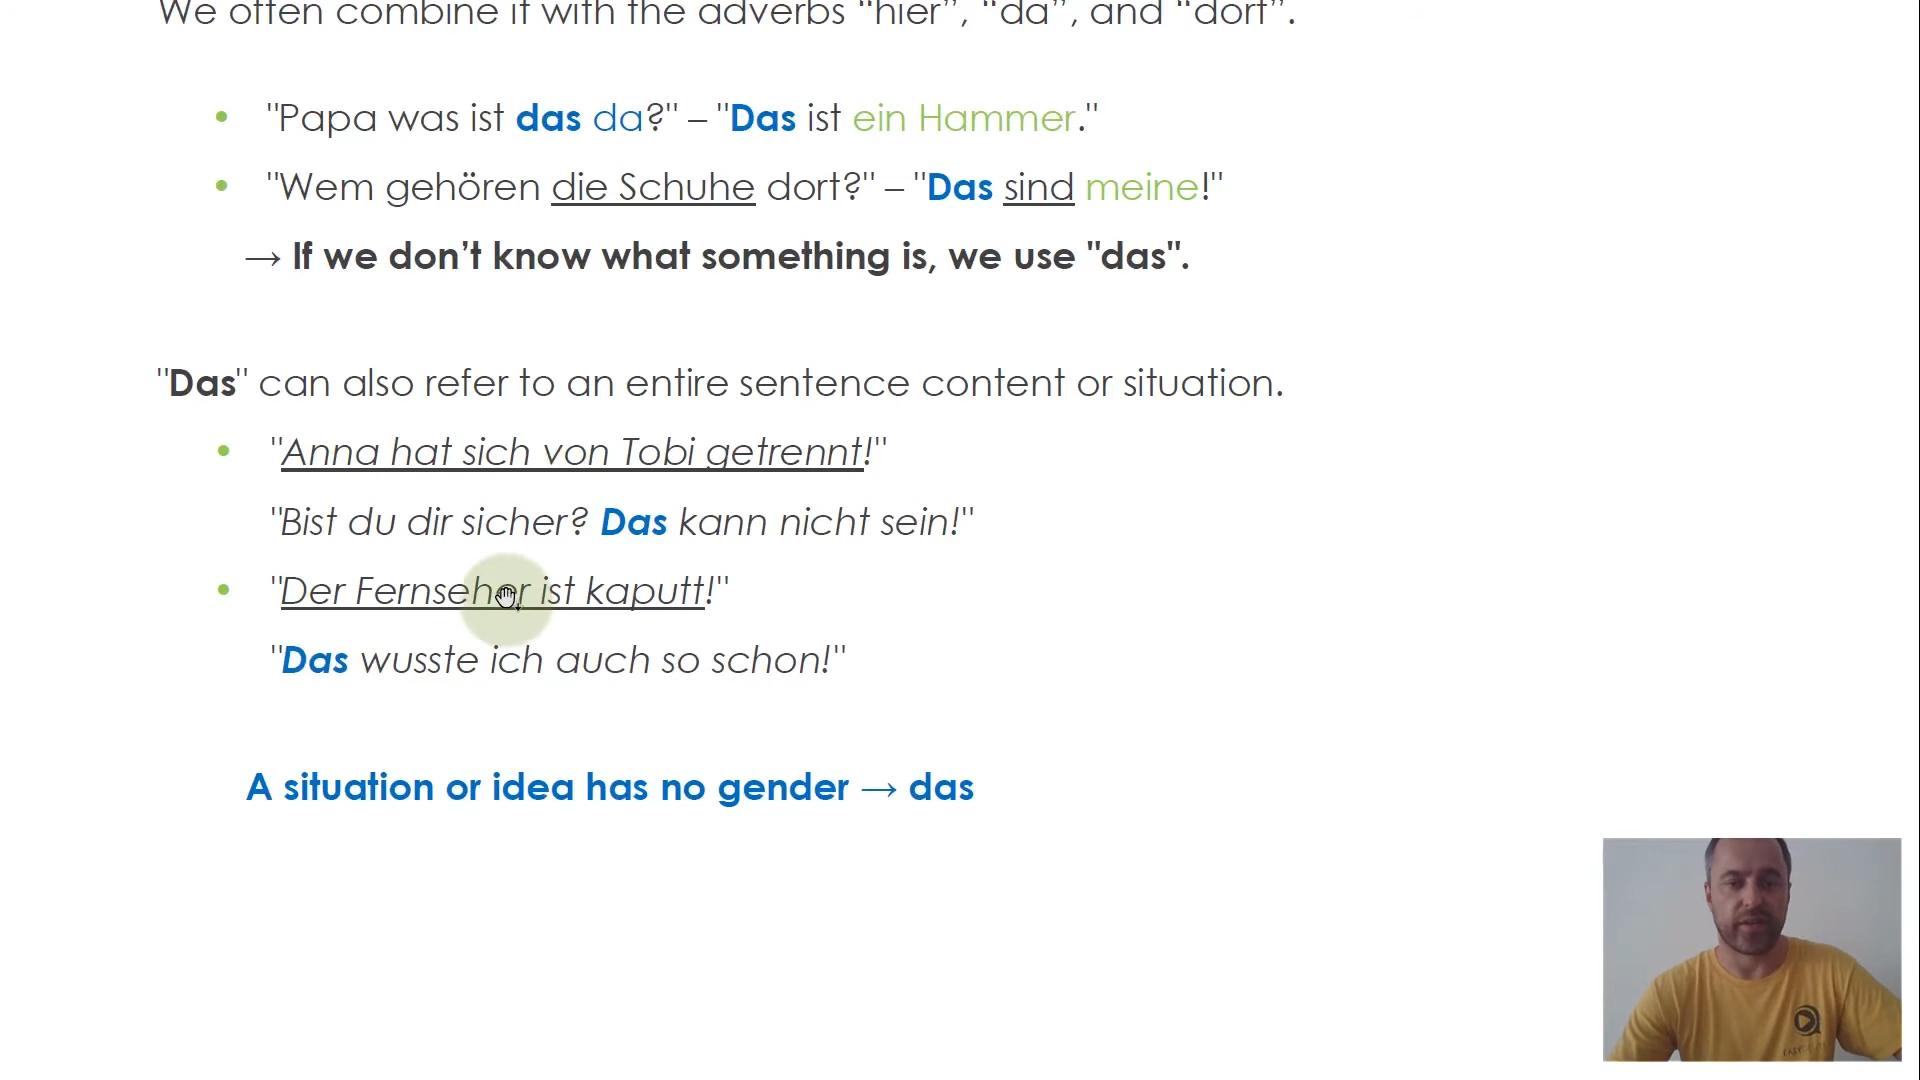 We often combine it with the adverbs “hier”, “da”, and “dort”.
• "Papa was ist das da?" – "Das ist ein Hammer."
• "Wem gehören die Schuhe dort?" – "Das sind meine!"
→ If we don’t know what something is, we use "das".
"Das" can also refer to an entire sentence content or situation.
• "Anna hat sich von Tobi getrennt!"
"Bist du dir sicher? Das kann nicht sein!"
• "Der Fernseher ist kaputt!"
"Das wusste ich auch so schon!"
A situation or idea has no gender → das